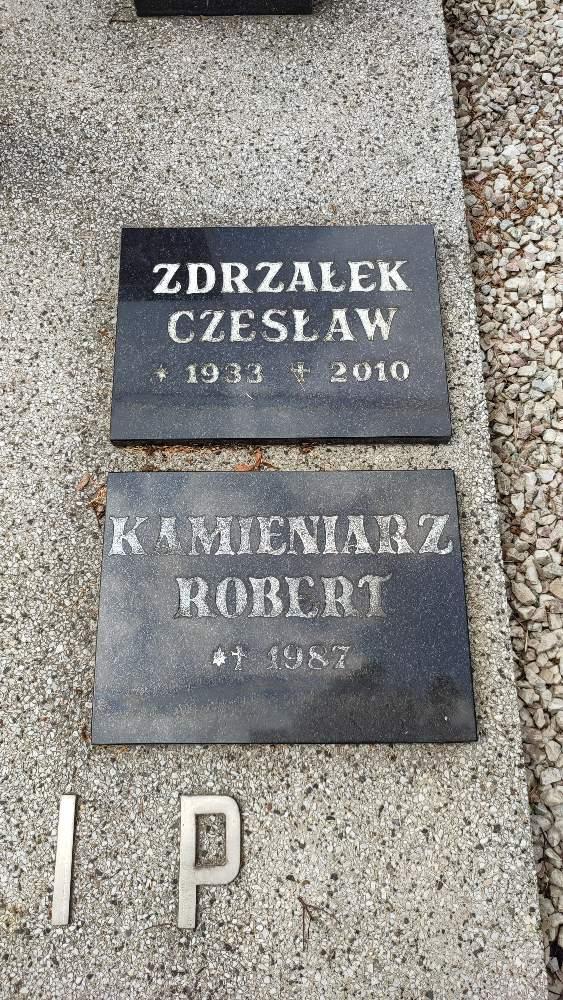 ZDRZAŁEK
CZESŁAW
* 1933 ✝ 2010
KAMIENIARZ
ROBERT
*✝ 1987
I P